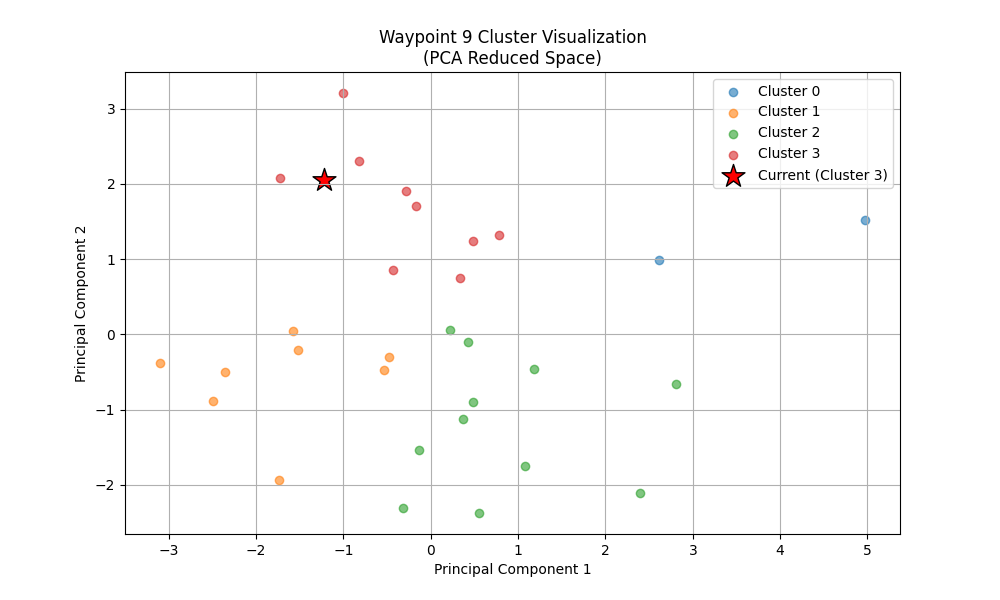 Waypoint 9 Cluster Visualization
(PCA Reduced Space)
Cluster 0
Cluster 1
Cluster 2
Cluster 3
Current (Cluster 3)
Principal Component 2
3
2
1
0
−1
−2
−3
−2
−1
0
1
2
3
4
5
Principal Component 1